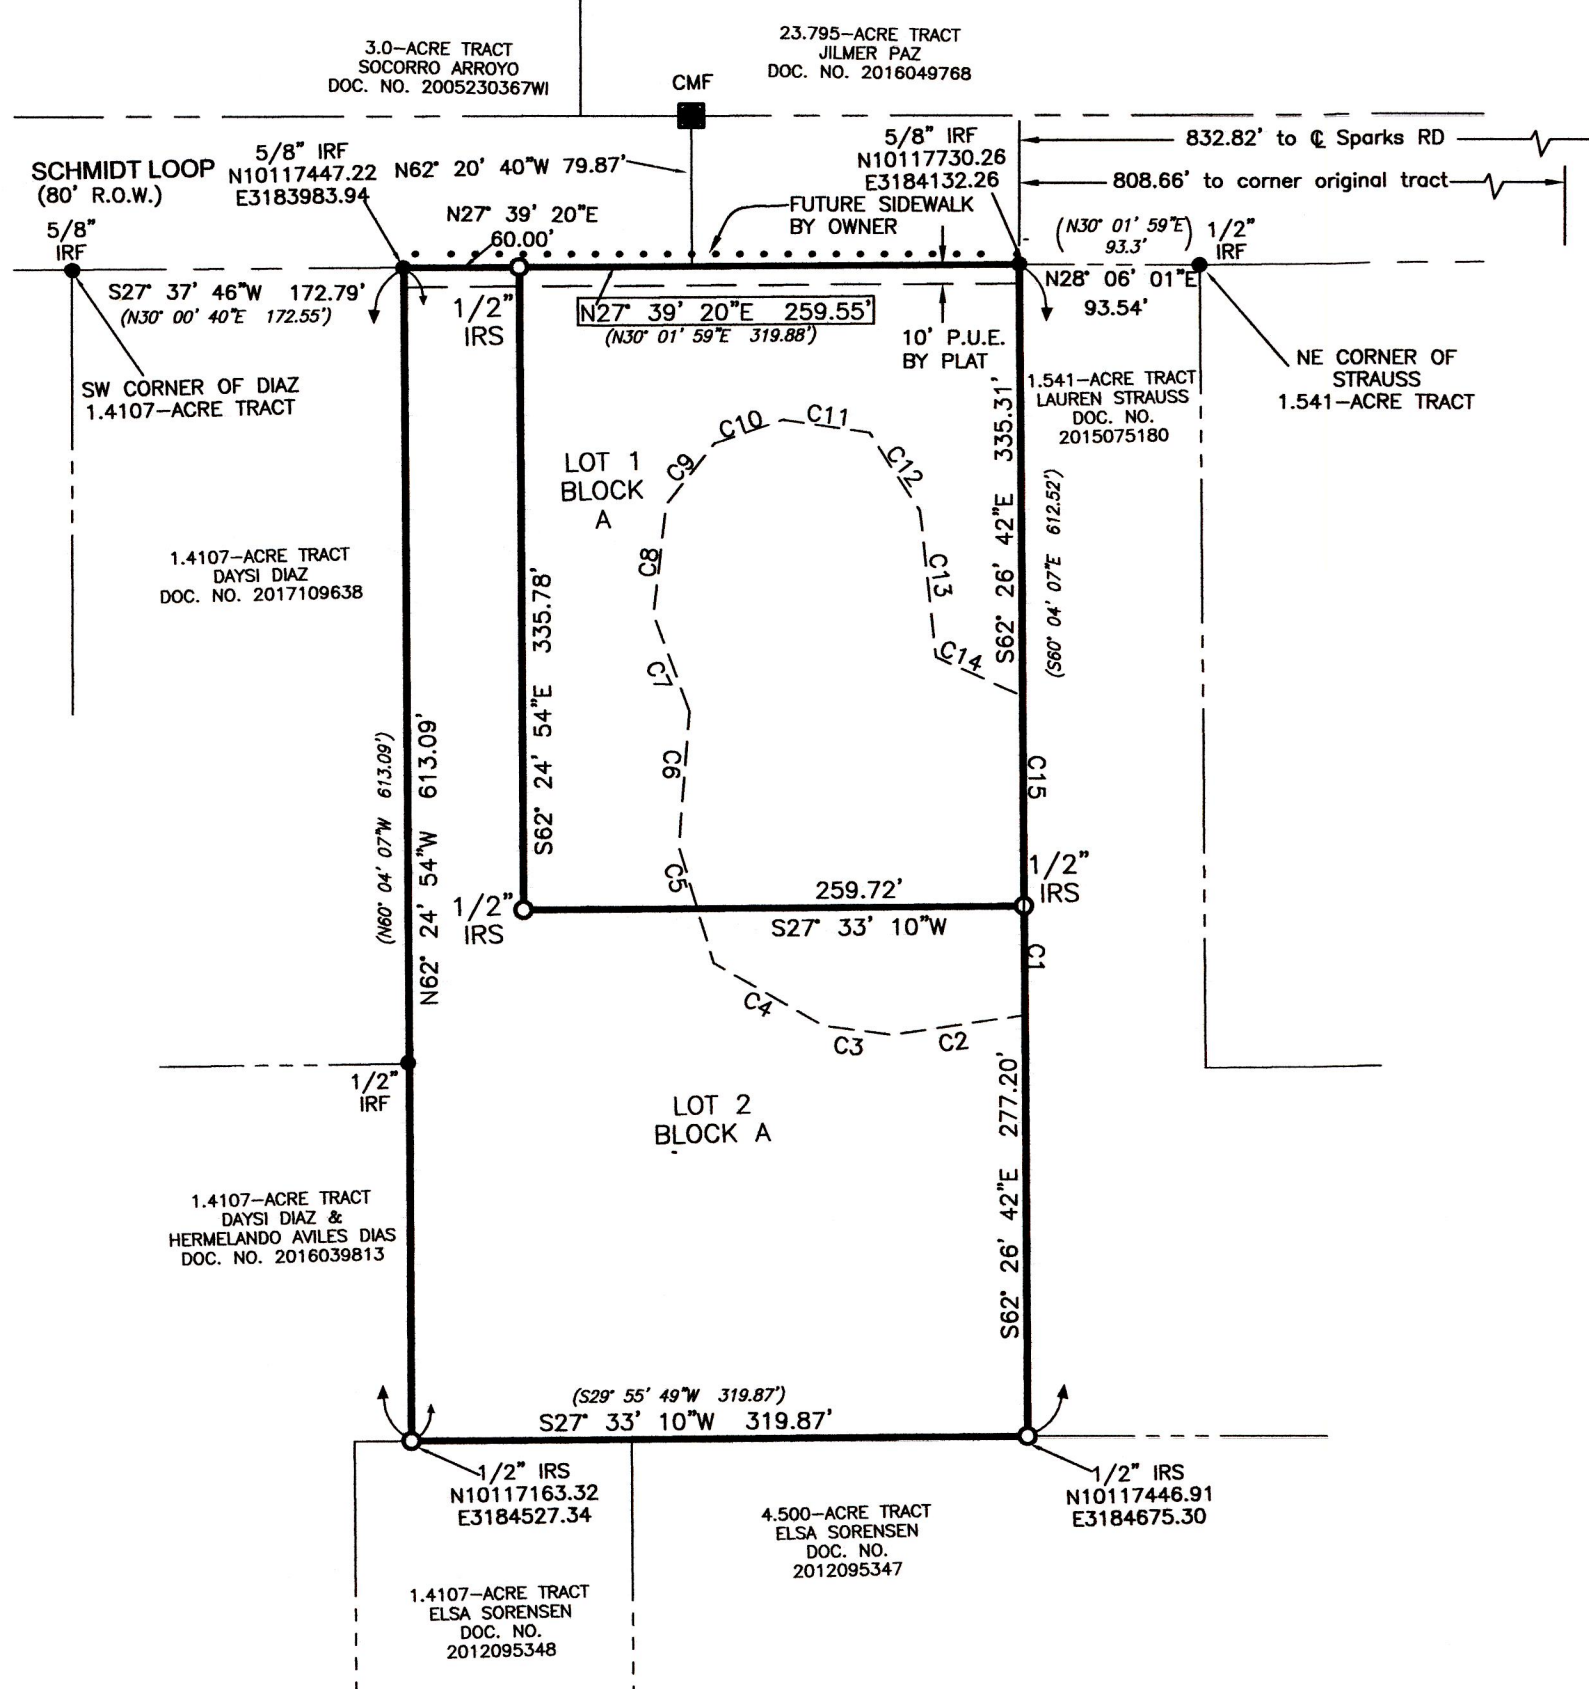 3.0-ACRE TRACT
SOCORRO ARROYO
DOC. NO. 2005230367WI
23.795-ACRE TRACT
JILMER PAZ
DOC. NO. 2016049768
CMF
SCHMIDT LOOP
(80' R.O.W.)
5/8"
IRF
5/8" IRF
N10117447.22
E3183983.94
N62° 20' 40"W 79.87'
5/8" IRF
N10117730.26
E3184132.26
832.82' to ℄ Sparks RD
808.66' to corner original tract
N27° 39' 20"E
60.00'
FUTURE SIDEWALK
BY OWNER
(N30° 01' 59"E)
93.3'
1/2"
IRF
S27° 37' 46"W 172.79'
(N30° 00' 40"E 172.55')
1/2"
IRS
N27° 39' 20"E 259.55'
(N30° 01' 59"E 319.88')
10' P.U.E.
BY PLAT
N28° 06' 01"E
93.54'
SW CORNER OF DIAZ
1.4107-ACRE TRACT
NE CORNER OF
STRAUSS
1.541-ACRE TRACT
1.541-ACRE TRACT
LAUREN STRAUSS
DOC. NO.
2015075180
LOT 1
BLOCK
A
C10
C11
C9
C12
C8
C13
C7
C14
C6
C15
C5
S62° 26' 42"E 335.31'
(S60° 04' 07"E 612.52')
1.4107-ACRE TRACT
DAYSI DIAZ
DOC. NO. 2017109638
S62° 24' 54"E 335.78'
(N60° 04' 07"W 613.09')
N62° 24' 54"W 613.09'
1/2"
IRS
259.72'
S27° 33' 10"W
1/2"
IRS
C1
C4
C3
C2
1/2"
IRF
LOT 2
BLOCK A
S62° 26' 42"E 277.20'
1.4107-ACRE TRACT
DAYSI DIAZ &
HERMELANDO AVILES DIAS
DOC. NO. 2016039813
(S29° 55' 49"W 319.87')
S27° 33' 10"W 319.87'
1/2" IRS
N10117163.32
E3184527.34
1/2" IRS
N10117446.91
E3184675.30
4.500-ACRE TRACT
ELSA SORENSEN
DOC. NO.
2012095347
1.4107-ACRE TRACT
ELSA SORENSEN
DOC. NO.
2012095348